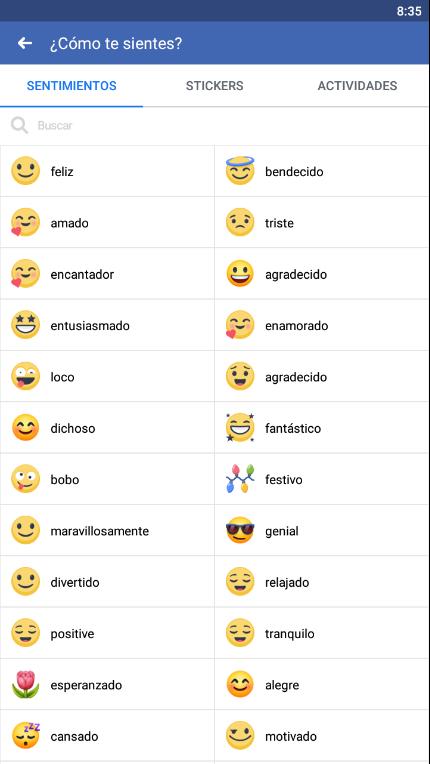 8:35
¿Cómo te sientes?
SENTIMIENTOS STICKERS ACTIVIDADES
Buscar
feliz bendecido
amado triste
encantador agradecido
entusiasmado enamorado
loco agradecido
dichoso fantástico
bobo festivo
maravillosamente genial
divertido relajado
positive tranquilo
esperanzado alegre
cansado motivado